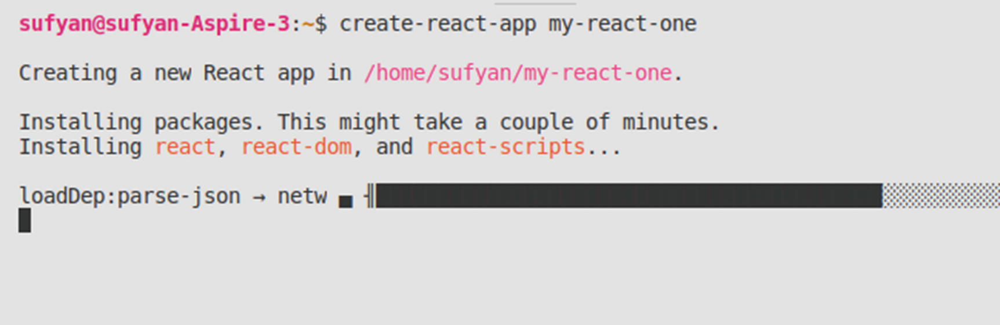 sufyan@sufyan-Aspire-3:~$ create-react-app my-react-one
Creating a new React app in /home/sufyan/my-react-one.
Installing packages. This might take a couple of minutes.
Installing react, react-dom, and react-scripts...
loadDep:parse-json → netw ▄ ╢████████████████████████████████████████░░░░░░░░░░